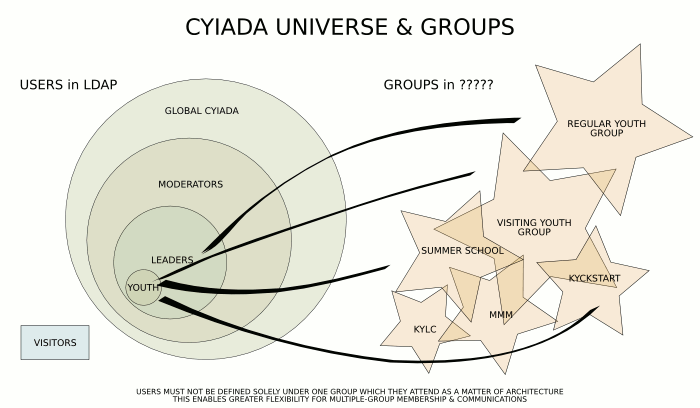 CYIADA UNIVERSE & GROUPS
USERS in LDAP
GROUPS in ?????
GLOBAL CYIADA
REGULAR YOUTH
GROUP
MODERATORS
VISITING YOUTH
GROUP
SUMMER SCHOOL
LEADERS
KYCKSTART
YOUTH
MMM
KYLC
VISITORS
USERS MUST NOT BE DEFINED SOLELY UNDER ONE GROUP WHICH THEY ATTEND AS A MATTER OF ARCHITECTURE
THIS ENABLES GREATER FLEXIBILITY FOR MULTIPLE-GROUP MEMBERSHIP & COMMUNICATIONS